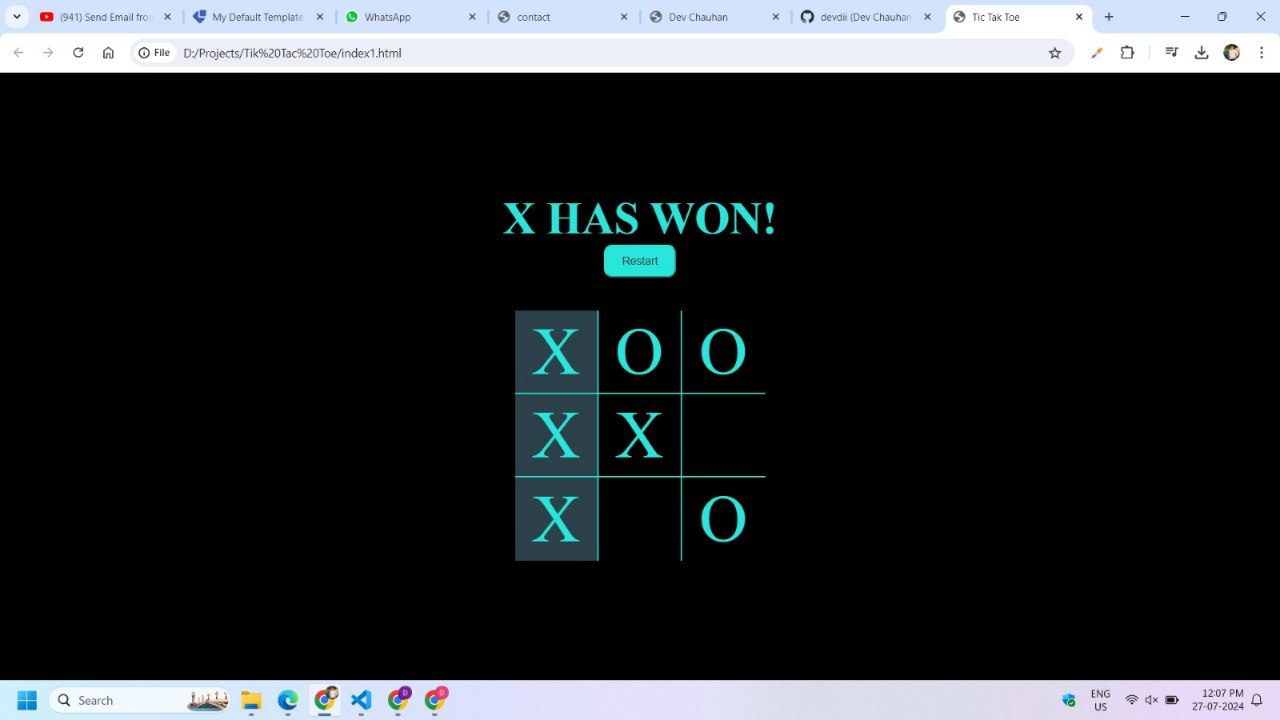 (941) Send Email fron
My Default Template
WhatsApp
contact
Dev Chauhan
devdii (Dev Chauhan
Tic Tak Toe
File
D:/Projects/Tik%20Tac%20Toe/index1.html
X HAS WON!
Restart
X O O
X X
X O
Search
ENG
US
12:07 PM
27-07-2024
D
D